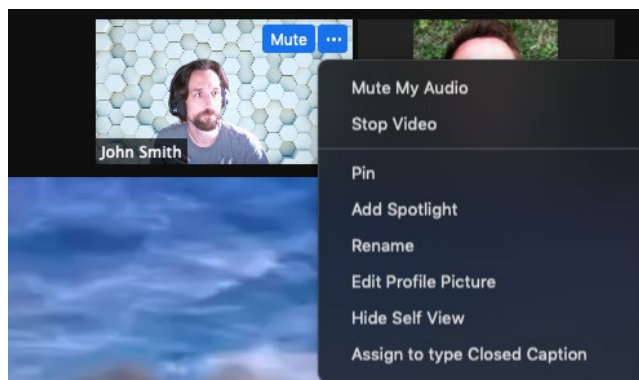 Mute ...
John Smith
Mute My Audio
Stop Video
Pin
Add Spotlight
Rename
Edit Profile Picture
Hide Self View
Assign to type Closed Caption